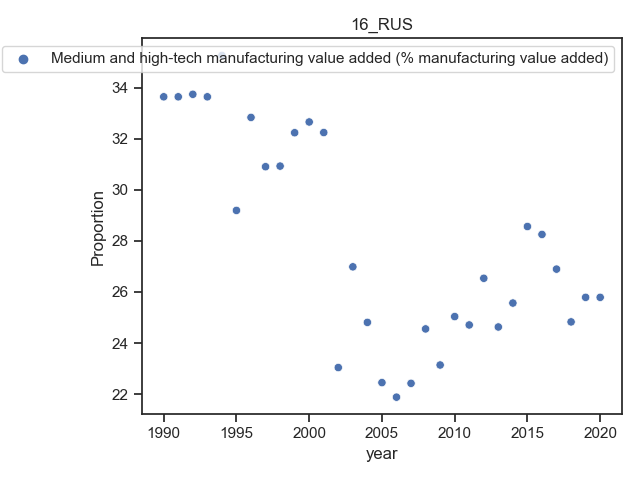 16_RUS
Medium and high-tech manufacturing value added (% manufacturing value added)
34
32
30
28
26
24
22
Proportion
1990 1995 2000 2005 2010 2015 2020
year